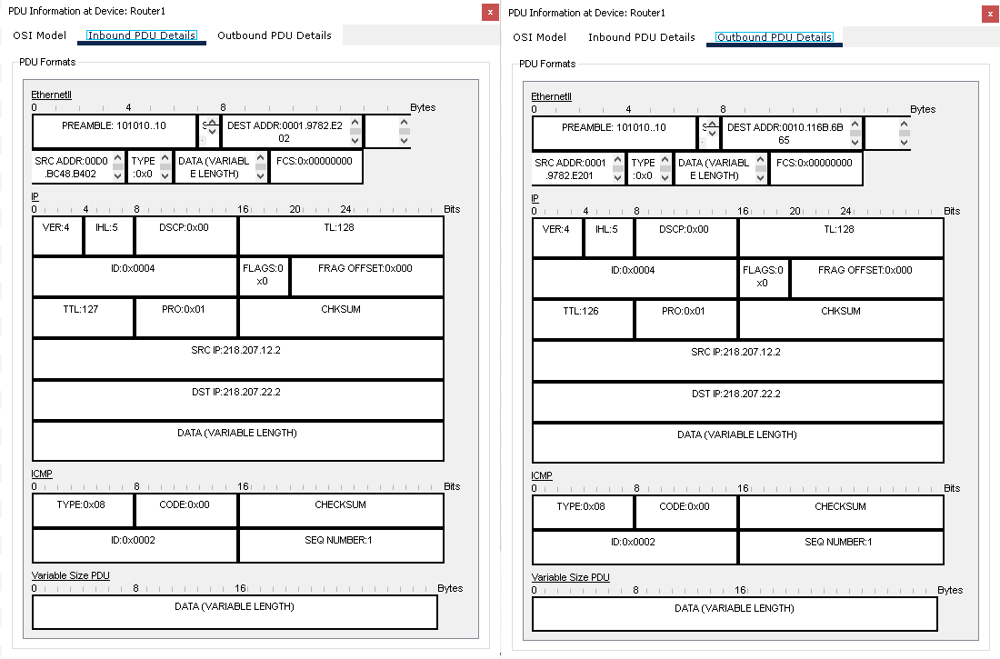 PDU Information at Device: Router1
OSI Model Inbound PDU Details Outbound PDU Details
PDU Formats
EthernetII
0 4 8 Bytes
PREAMBLE: 101010..10
DEST ADDR:0001.9782.E2
02
SRC ADDR:00D0
.BC48.B402
TYPE
:0x0
DATA (VARIABL
E LENGTH)
FCS:0x00000000
IP
0 4 8 16 20 24 Bits
VER:4 IHL:5 DSCP:0x00 TL:128
ID:0x0004 FLAGS:0
x0
FRAG OFFSET:0x000
TTL:127 PRO:0x01 CHKSUM
SRC IP:218.207.12.2
DST IP:218.207.22.2
DATA (VARIABLE LENGTH)
ICMP
0 8 16 Bits
TYPE:0x08 CODE:0x00 CHECKSUM
ID:0x0002 SEQ NUMBER:1
Variable Size PDU
0 8 16 Bytes
DATA (VARIABLE LENGTH)
PDU Information at Device: Router1
OSI Model Inbound PDU Details Outbound PDU Details
PDU Formats
EthernetII
0 4 8 Bytes
PREAMBLE: 101010..10
DEST ADDR:0010.116B.6B
65
SRC ADDR:0001
.9782.E201
TYPE
:0x0
DATA (VARIABL
E LENGTH)
FCS:0x00000000
IP
0 4 8 16 20 24 Bits
VER:4 IHL:5 DSCP:0x00 TL:128
ID:0x0004 FLAGS:0
x0
FRAG OFFSET:0x000
TTL:126 PRO:0x01 CHKSUM
SRC IP:218.207.12.2
DST IP:218.207.22.2
DATA (VARIABLE LENGTH)
ICMP
0 8 16 Bits
TYPE:0x08 CODE:0x00 CHECKSUM
ID:0x0002 SEQ NUMBER:1
Variable Size PDU
0 8 16 Bytes
DATA (VARIABLE LENGTH)